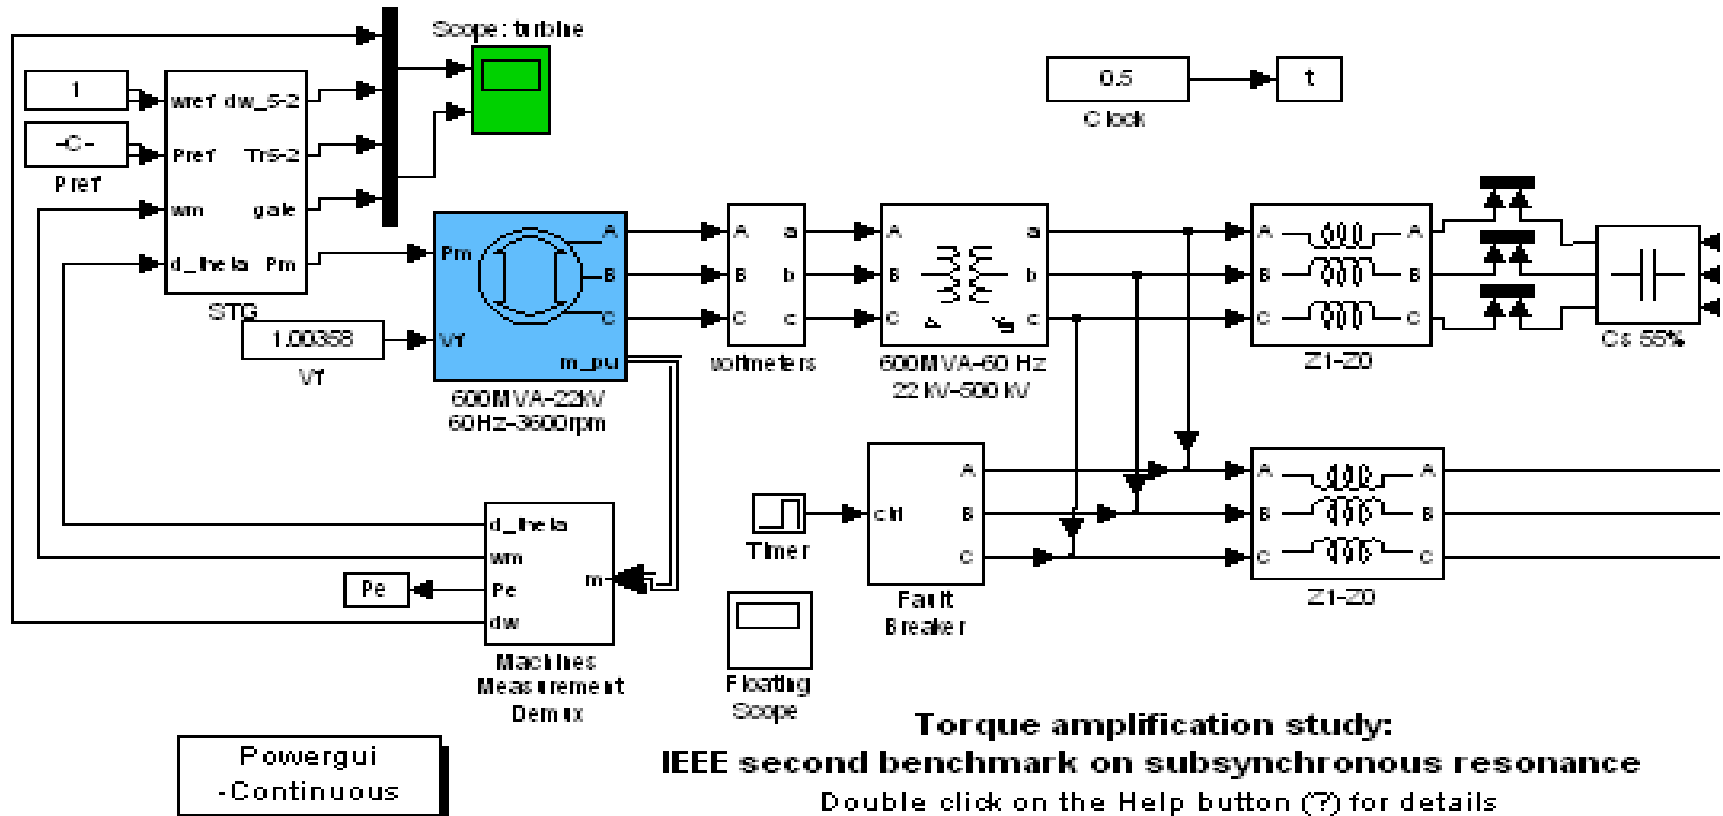 Scope: turbine
1
wref dw_5-2
-C-
Pref Tr5-2
Pref
wm gate
d_theta Pm
STG
1.00358
Vf
Pm
A
B
C
Vf
m_pu
600MVA-22kV
60Hz-3600rpm
A a
B b
C c
voltmeters
A a
B b
C c
600MVA-60 Hz
22 kV-500 kV
0.5
t
Clock
A A
B B
C C
Z1-Z0
Cs 55%
Timer
ctrl
A
B
C
Fault
Breaker
A A
B B
C C
Z1-Z0
d_theta
wm
Pe
Pe
dw
m
Machines
Measurement
Demux
Floating
Scope
Powergui
-Continuous
Torque amplification study:
IEEE second benchmark on subsynchronous resonance
Double click on the Help button (?) for details